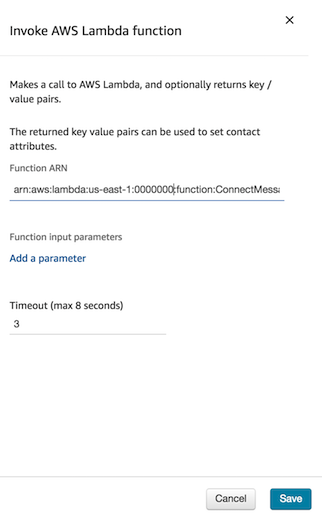 Invoke AWS Lambda function
Makes a call to AWS Lambda, and optionally returns key /
value pairs.
The returned key value pairs can be used to set contact
attributes.
Function ARN
arn:aws:lambda:us-east-1:0000000:function:ConnectMessa
Function input parameters
Add a parameter
Timeout (max 8 seconds)
3
Cancel
Save